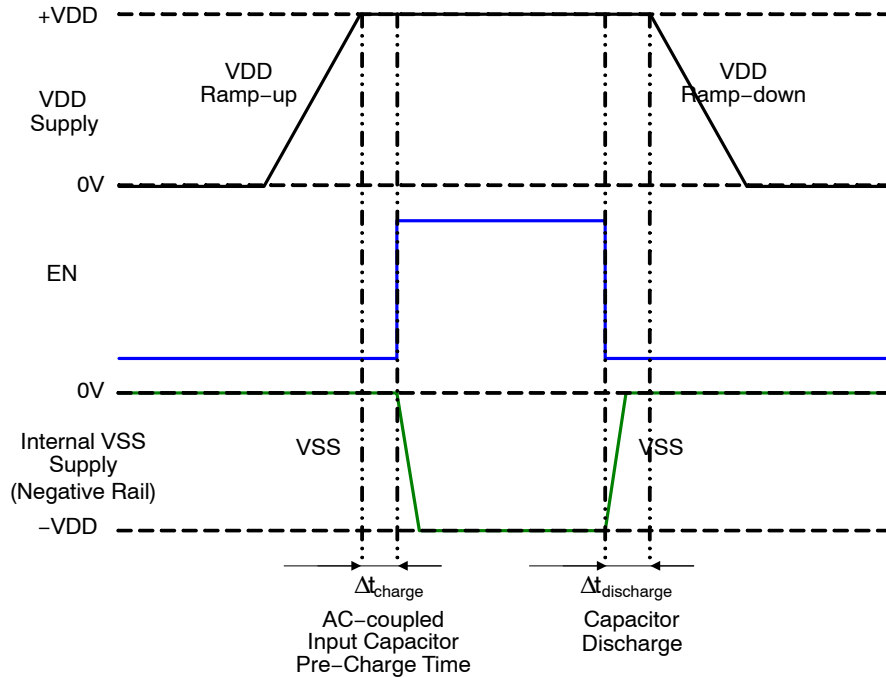 +VDD
VDD
Ramp−up
VDD
Ramp−down
VDD
Supply
0V
EN
0V
Internal VSS
Supply
(Negative Rail)
VSS
VSS
−VDD
Δtcharge
Δtdischarge
AC−coupled
Input Capacitor
Pre−Charge Time
Capacitor
Discharge